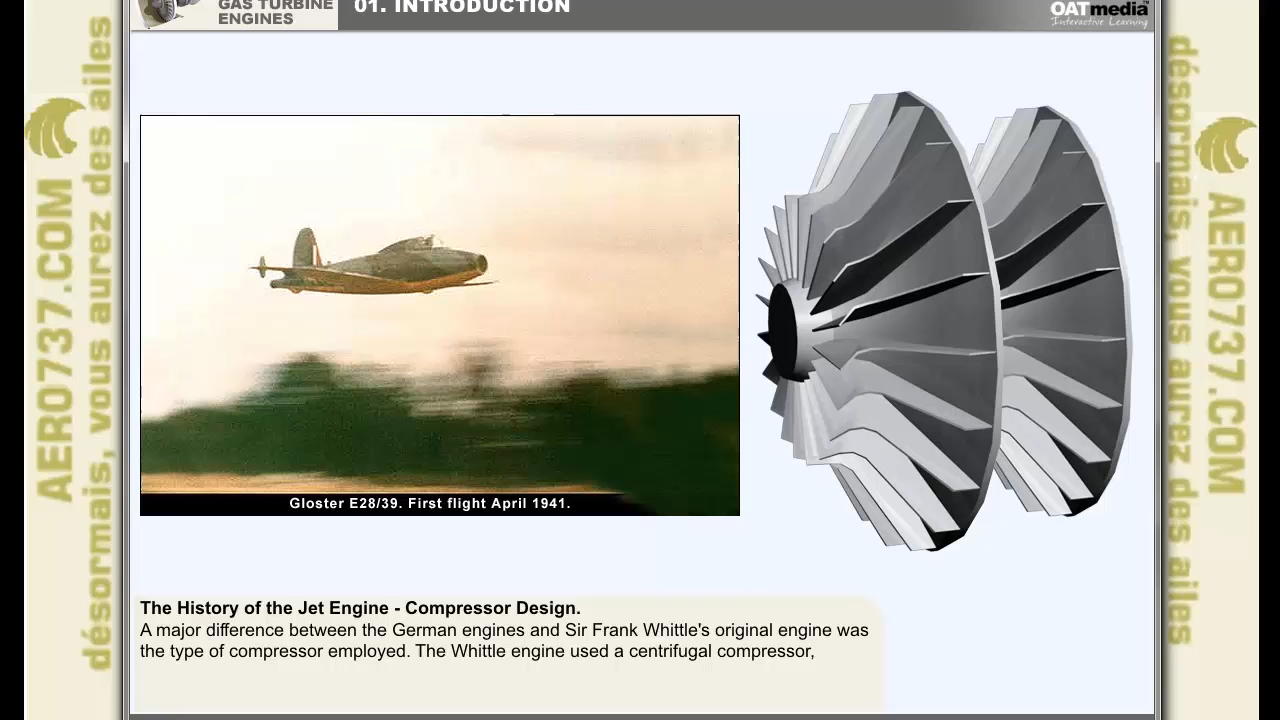 GAS TURBINE
ENGINES
01. INTRODUCTION
OATmedia™
Interactive Learning
AERO737.COM
désormais, vous aurez des ailes
Gloster E28/39. First flight April 1941.
The History of the Jet Engine - Compressor Design.
A major difference between the German engines and Sir Frank Whittle's original engine was
the type of compressor employed. The Whittle engine used a centrifugal compressor,
désormais, vous aurez des ailes
AERO737.COM